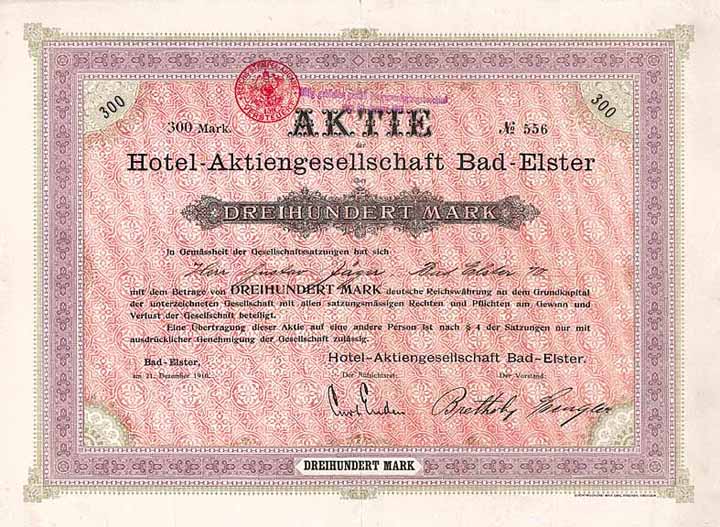 300
300
300 Mark.
AKTIE
№ 556
der
Hotel-Aktiengesellschaft Bad-Elster
DREIHUNDERT MARK
In Gemässheit der Gesellschaftssatzungen hat sich
Herr Gustav Jäger Bad Elster
mit dem Betrage von DREIHUNDERT MARK deutsche Reichswährung an dem Grundkapital
der unterzeichneten Gesellschaft mit allen satzungsmässigen Rechten und Pflichten am Gewinn und
Verlust der Gesellschaft beteiligt.
Eine Übertragung dieser Aktie auf eine andere Person ist nach § 4 der Satzungen nur mit
ausdrücklicher Genehmigung der Gesellschaft zulässig.
Bad-Elster,
am 21. Dezember 1910.
Hotel-Aktiengesellschaft Bad-Elster.
Der Aufsichtsrat:
Der Vorstand:
DREIHUNDERT MARK